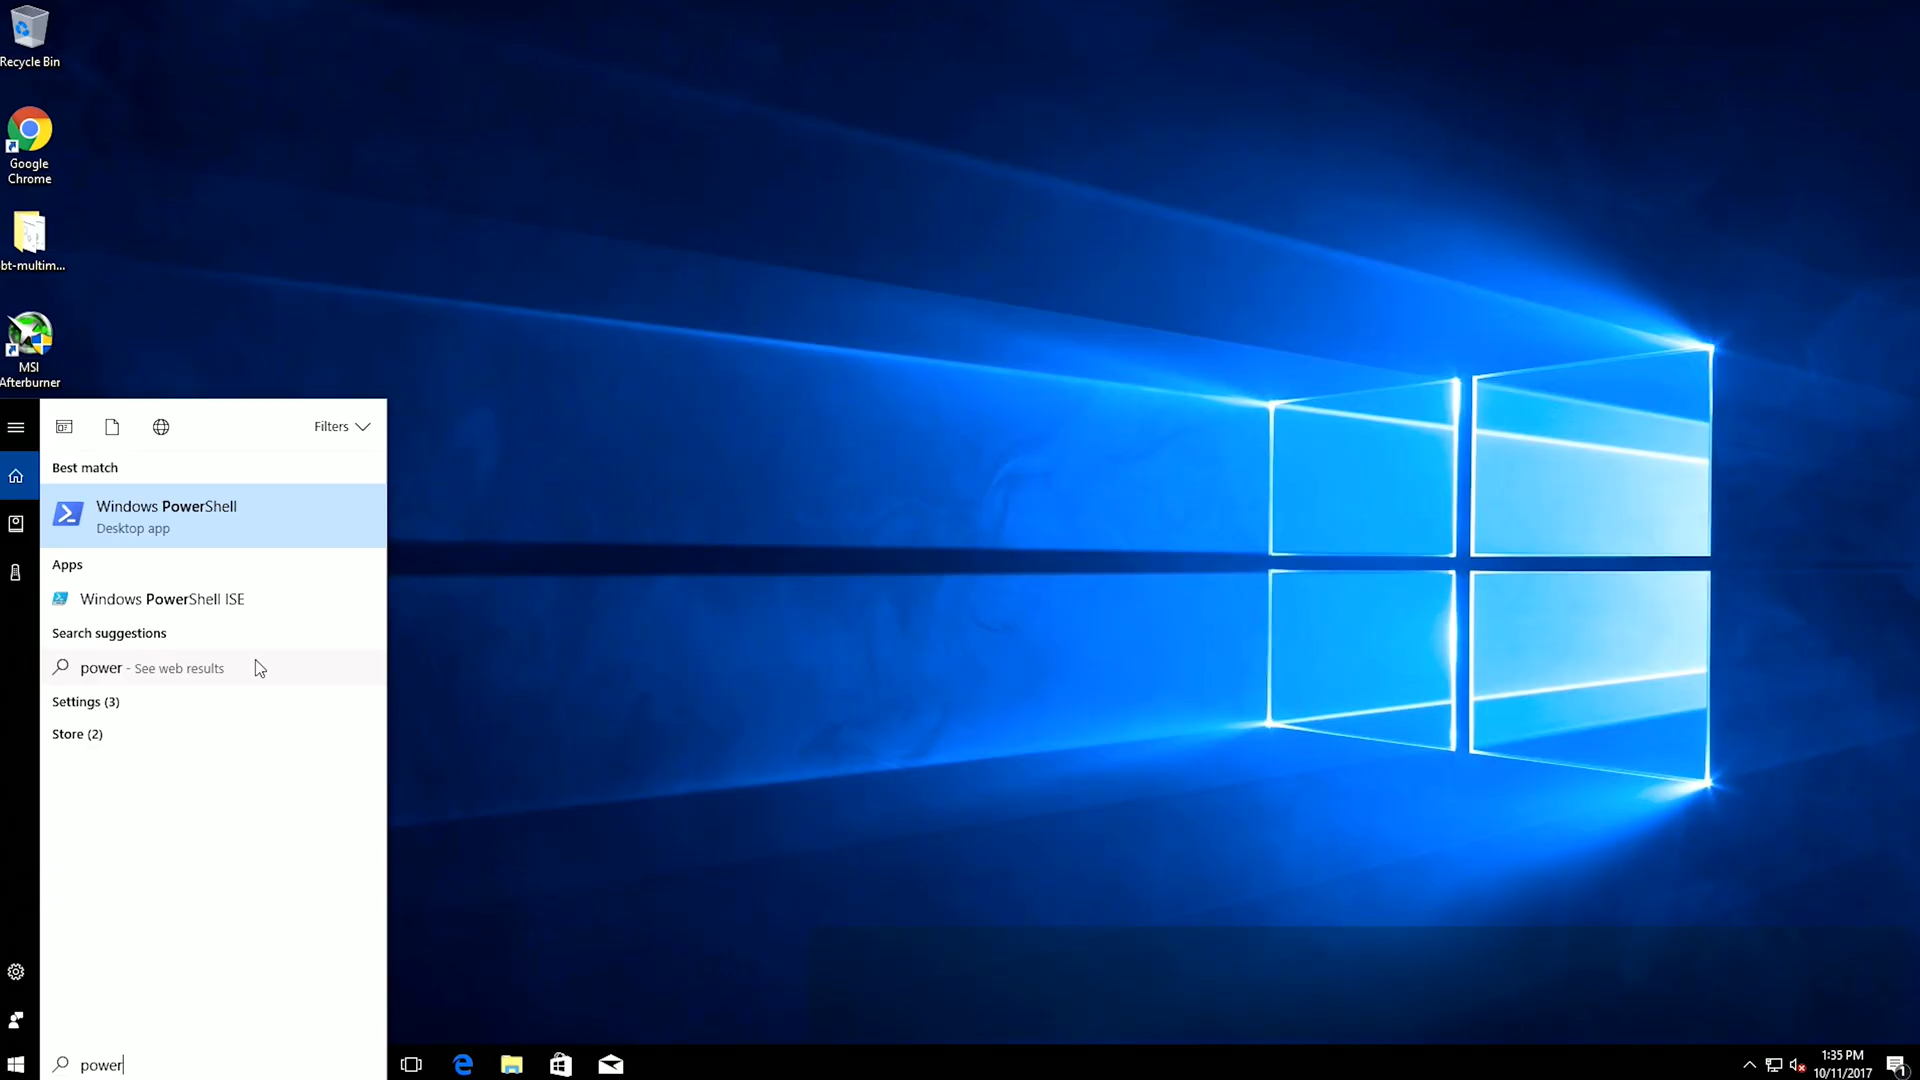 Recycle Bin
Google
Chrome
bt-multim...
MSI
Afterburner
Filters
Best match
Windows PowerShell
Desktop app
Apps
Windows PowerShell ISE
Search suggestions
power - See web results
Settings (3)
Store (2)
power
1:35 PM
10/11/2017
1